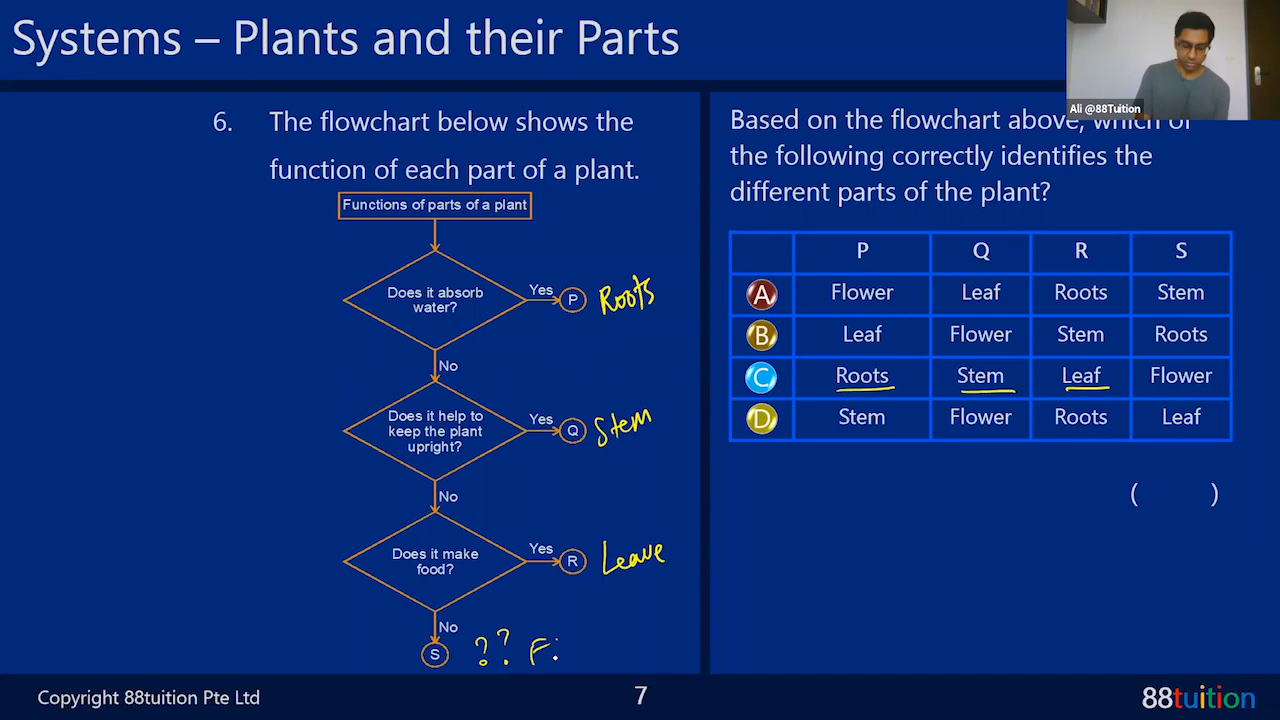 Systems – Plants and their Parts
Ali @88Tuition
6. The flowchart below shows the
function of each part of a plant.
Functions of parts of a plant
Does it absorb
water?
Yes
P
Roots
No
Does it help to
keep the plant
upright?
Yes
Q
Stem
No
Does it make
food?
Yes
R
Leave
No
S
?? F
Based on the flowchart above, which of
the following correctly identifies the
different parts of the plant?
P Q R S
A Flower Leaf Roots Stem
B Leaf Flower Stem Roots
C Roots Stem Leaf Flower
D Stem Flower Roots Leaf
( )
Copyright 88tuition Pte Ltd
7
88tuition